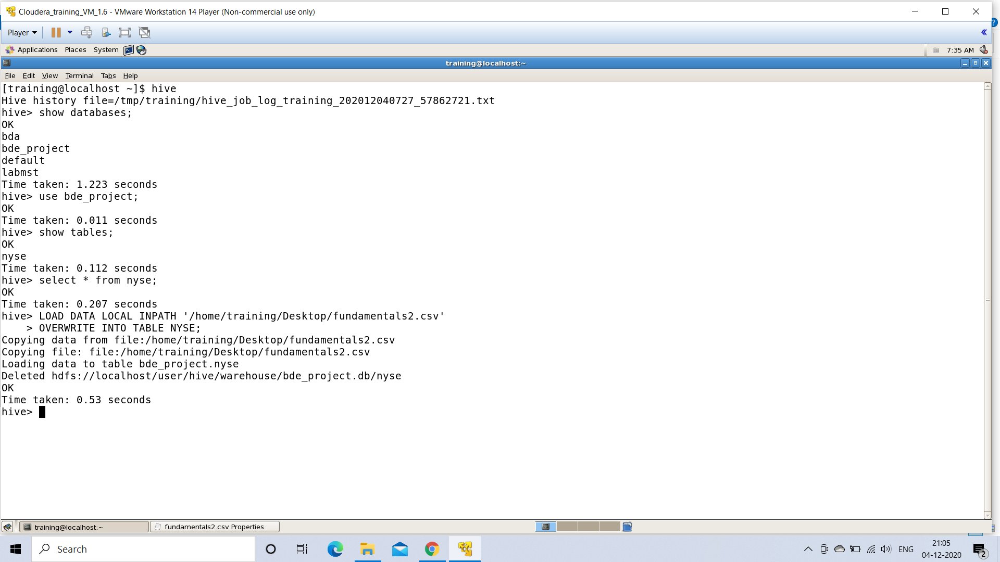 Cloudera_training_VM_1.6 - VMware Workstation 14 Player (Non-commercial use only)
Player
Applications Places System 7:35 AM
training@localhost:~
File Edit View Terminal Tabs Help
[training@localhost ~]$ hive
Hive history file=/tmp/training/hive_job_log_training_202012040727_57862721.txt
hive> show databases;
OK
bda
bde_project
default
labmst
Time taken: 1.223 seconds
hive> use bde_project;
OK
Time taken: 0.011 seconds
hive> show tables;
OK
nyse
Time taken: 0.112 seconds
hive> select * from nyse;
OK
Time taken: 0.207 seconds
hive> LOAD DATA LOCAL INPATH '/home/training/Desktop/fundamentals2.csv'
    > OVERWRITE INTO TABLE NYSE;
Copying data from file:/home/training/Desktop/fundamentals2.csv
Copying file: file:/home/training/Desktop/fundamentals2.csv
Loading data to table bde_project.nyse
Deleted hdfs://localhost/user/hive/warehouse/bde_project.db/nyse
OK
Time taken: 0.53 seconds
hive>
training@localhost:~ fundamentals2.csv Properties
Search
ENG
21:05
04-12-2020
2